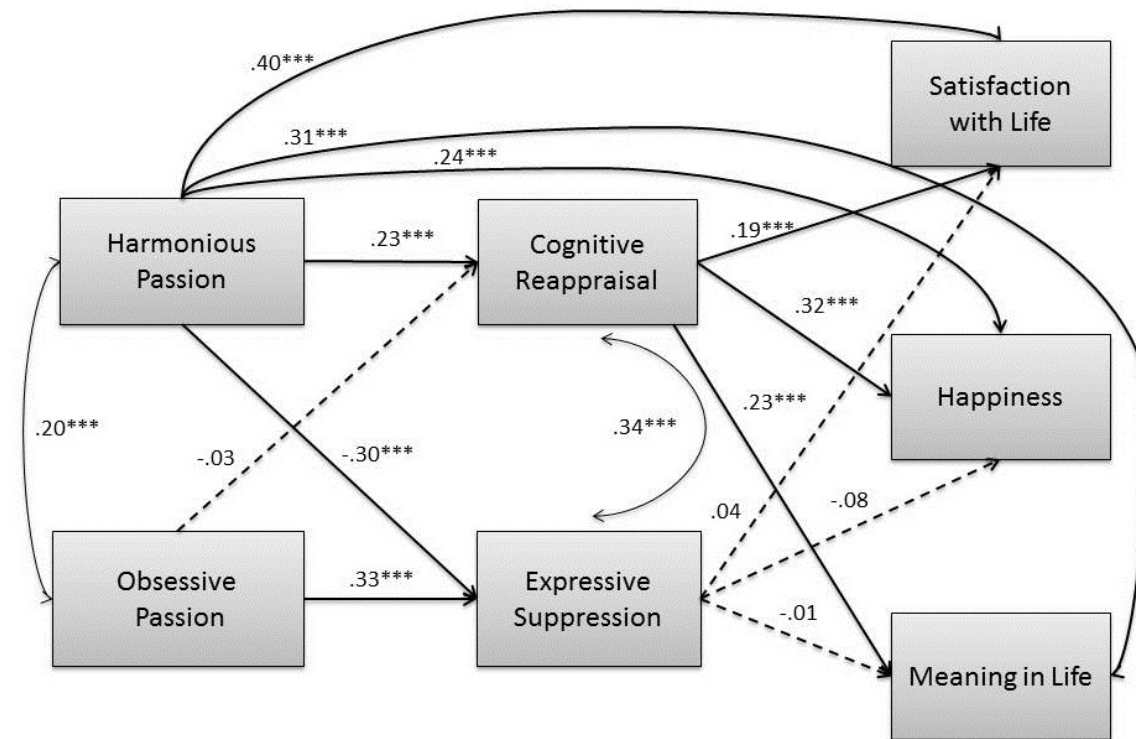 .40***
Satisfaction
with Life
.31***
.24***
Harmonious
Passion
.23***
Cognitive
Reappraisal
.19***
.32***
Happiness
.20***
-.03
-.30***
.34***
.23***
.04
-.08
Obsessive
Passion
.33***
Expressive
Suppression
-.01
Meaning in Life